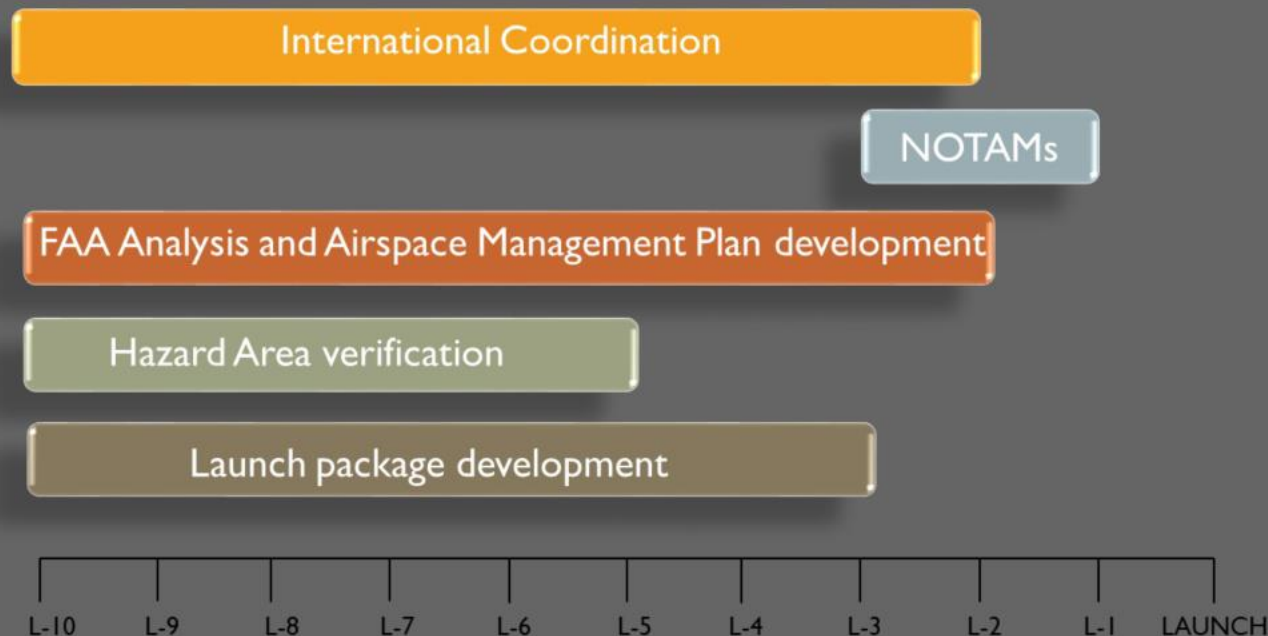 International Coordination
NOTAMs
FAA Analysis and Airspace Management Plan development
Hazard Area verification
Launch package development
L-10 L-9 L-8 L-7 L-6 L-5 L-4 L-3 L-2 L-1 LAUNCH